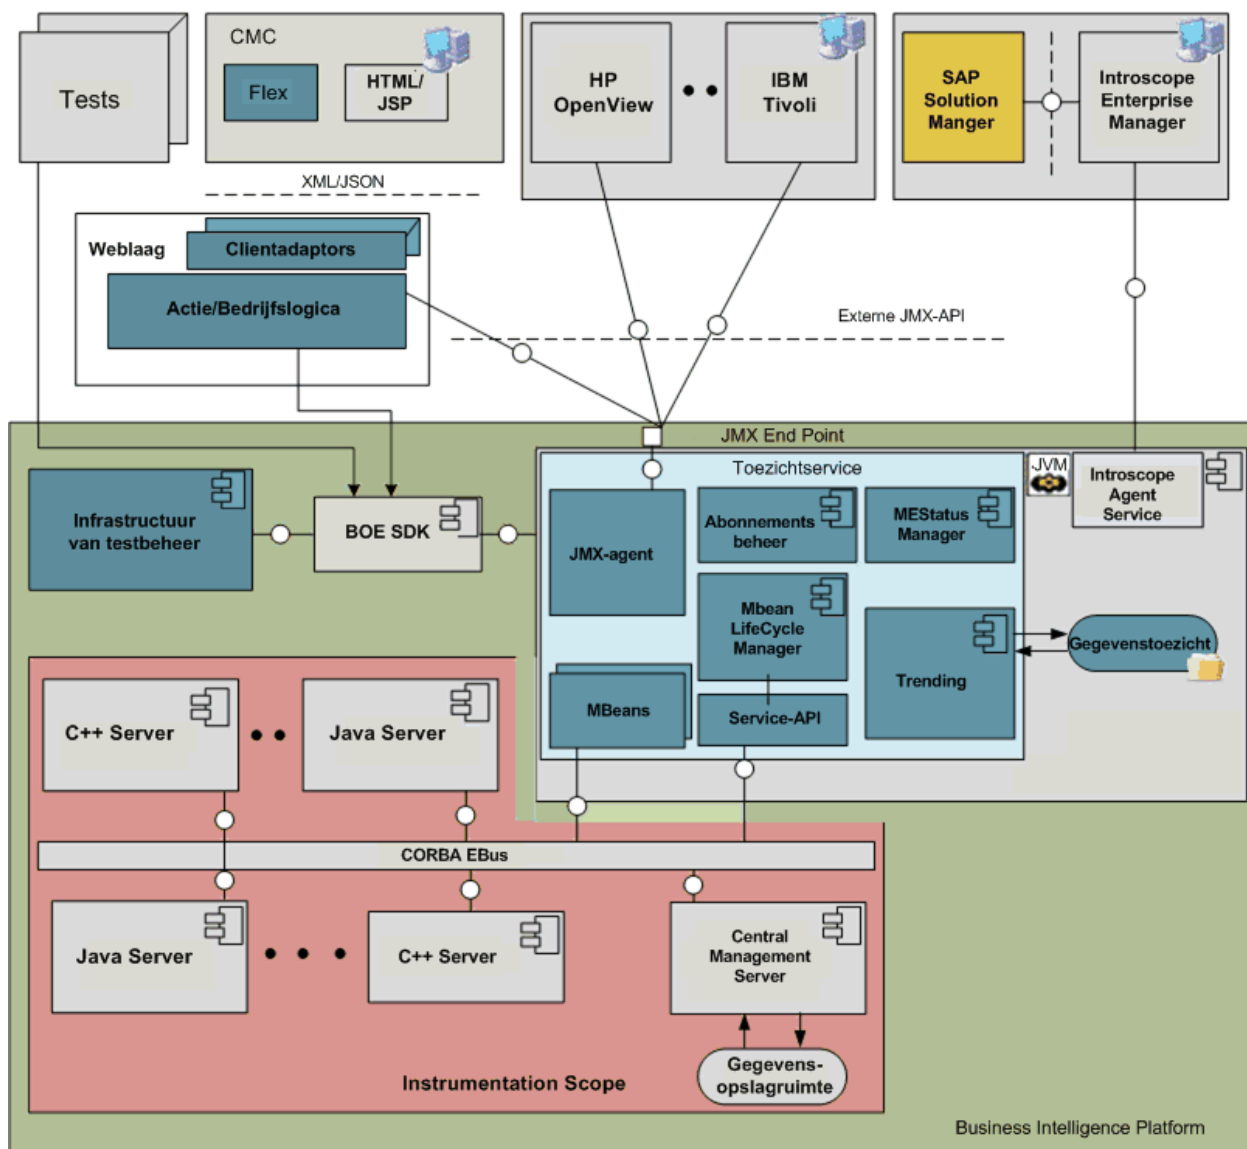 Tests
CMC
Flex
HTML/
JSP
HP
OpenView
IBM
Tivoli
SAP
Solution
Manger
Introscope
Enterprise
Manager
XML/JSON
Weblaag
Clientadaptors
Actie/Bedrijfslogica
Externe JMX-API
JMX End Point
Toezichtservice
JVM
Introscope
Agent
Service
Infrastructuur
van testbeheer
BOE SDK
JMX-agent
Abonnements
beheer
MEStatus
Manager
Mbean
LifeCycle
Manager
Trending
Gegevenstoezicht
MBeans
Service-API
C++ Server
Java Server
CORBA EBus
Java Server
C++ Server
Central
Management
Server
Gegevens-
opslagruimte
Instrumentation Scope
Business Intelligence Platform